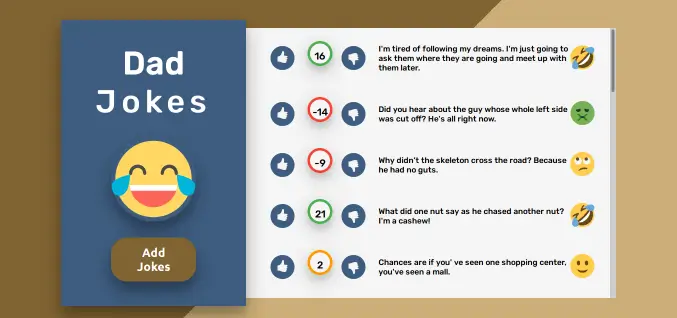 Dad
Jokes
Add
Jokes
16
I'm tired of following my dreams. I'm just going to
ask them where they are going and meet up with
them later.
-14
Did you hear about the guy whose whole left side
was cut off? He's all right now.
-9
Why didn't the skeleton cross the road? Because
he had no guts.
21
What did one nut say as he chased another nut?
I'm a cashew!
2
Chances are if you' ve seen one shopping center,
you've seen a mall.